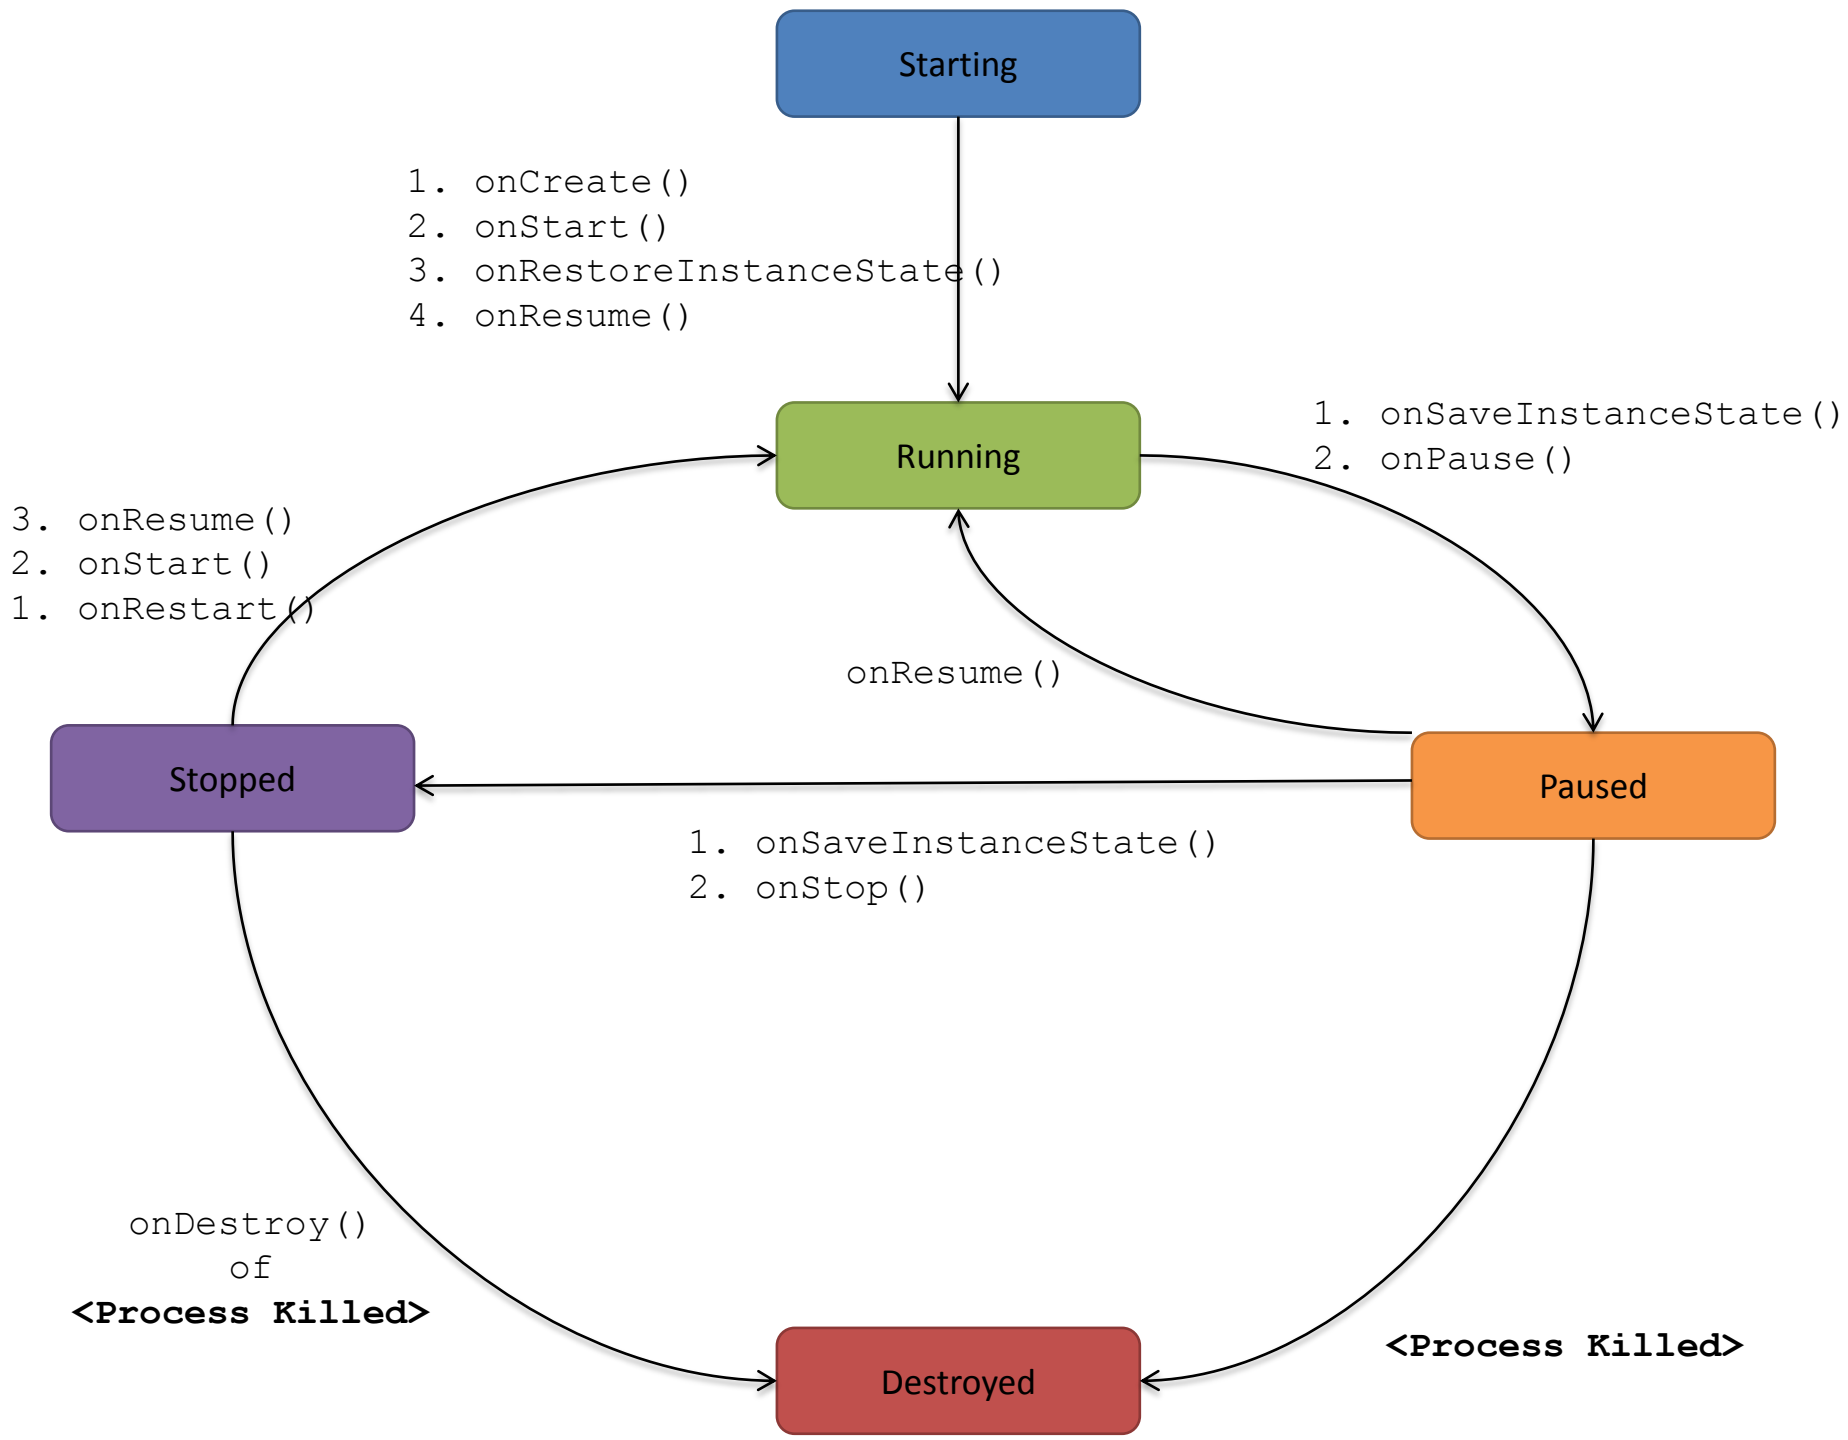 Starting
1. onCreate()
2. onStart()
3. onRestoreInstanceState()
4. onResume()
Running
1. onSaveInstanceState()
2. onPause()
3. onResume()
2. onStart()
1. onRestart()
onResume()
Stopped
Paused
1. onSaveInstanceState()
2. onStop()
onDestroy()
of
<Process Killed>
<Process Killed>
Destroyed